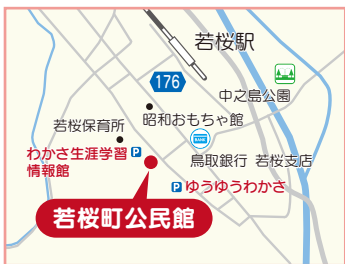 若桜駅
176
中之島公園
昭和おもちゃ館
若桜保育所
BANK
わかさ生涯学習 P
情報館
鳥取銀行 若桜支店
P ゆうゆうわかさ
若桜町公民館